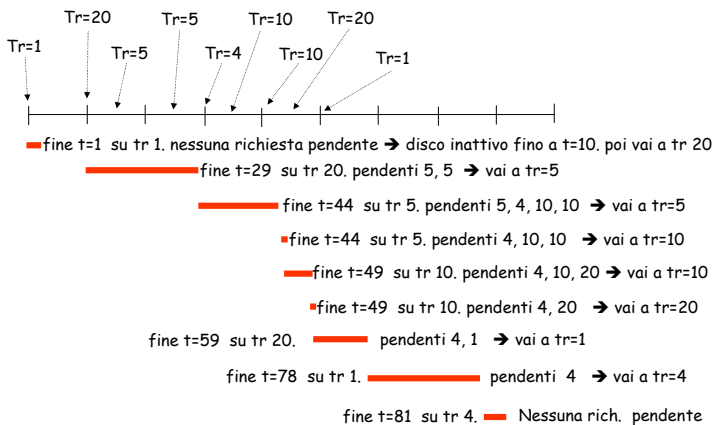 Tr=20
Tr=5
Tr=10
Tr=20
Tr=1
Tr=5
Tr=4
Tr=10
Tr=1
fine t=1 su tr 1. nessuna richiesta pendente ➔ disco inattivo fino a t=10. poi vai a tr 20
fine t=29 su tr 20. pendenti 5, 5 ➔ vai a tr=5
fine t=44 su tr 5. pendenti 5, 4, 10, 10 ➔ vai a tr=5
fine t=44 su tr 5. pendenti 4, 10, 10 ➔ vai a tr=10
fine t=49 su tr 10. pendenti 4, 10, 20 ➔ vai a tr=10
fine t=49 su tr 10. pendenti 4, 20 ➔ vai a tr=20
fine t=59 su tr 20. pendenti 4, 1 ➔ vai a tr=1
fine t=78 su tr 1. pendenti 4 ➔ vai a tr=4
fine t=81 su tr 4. Nessuna rich. pendente